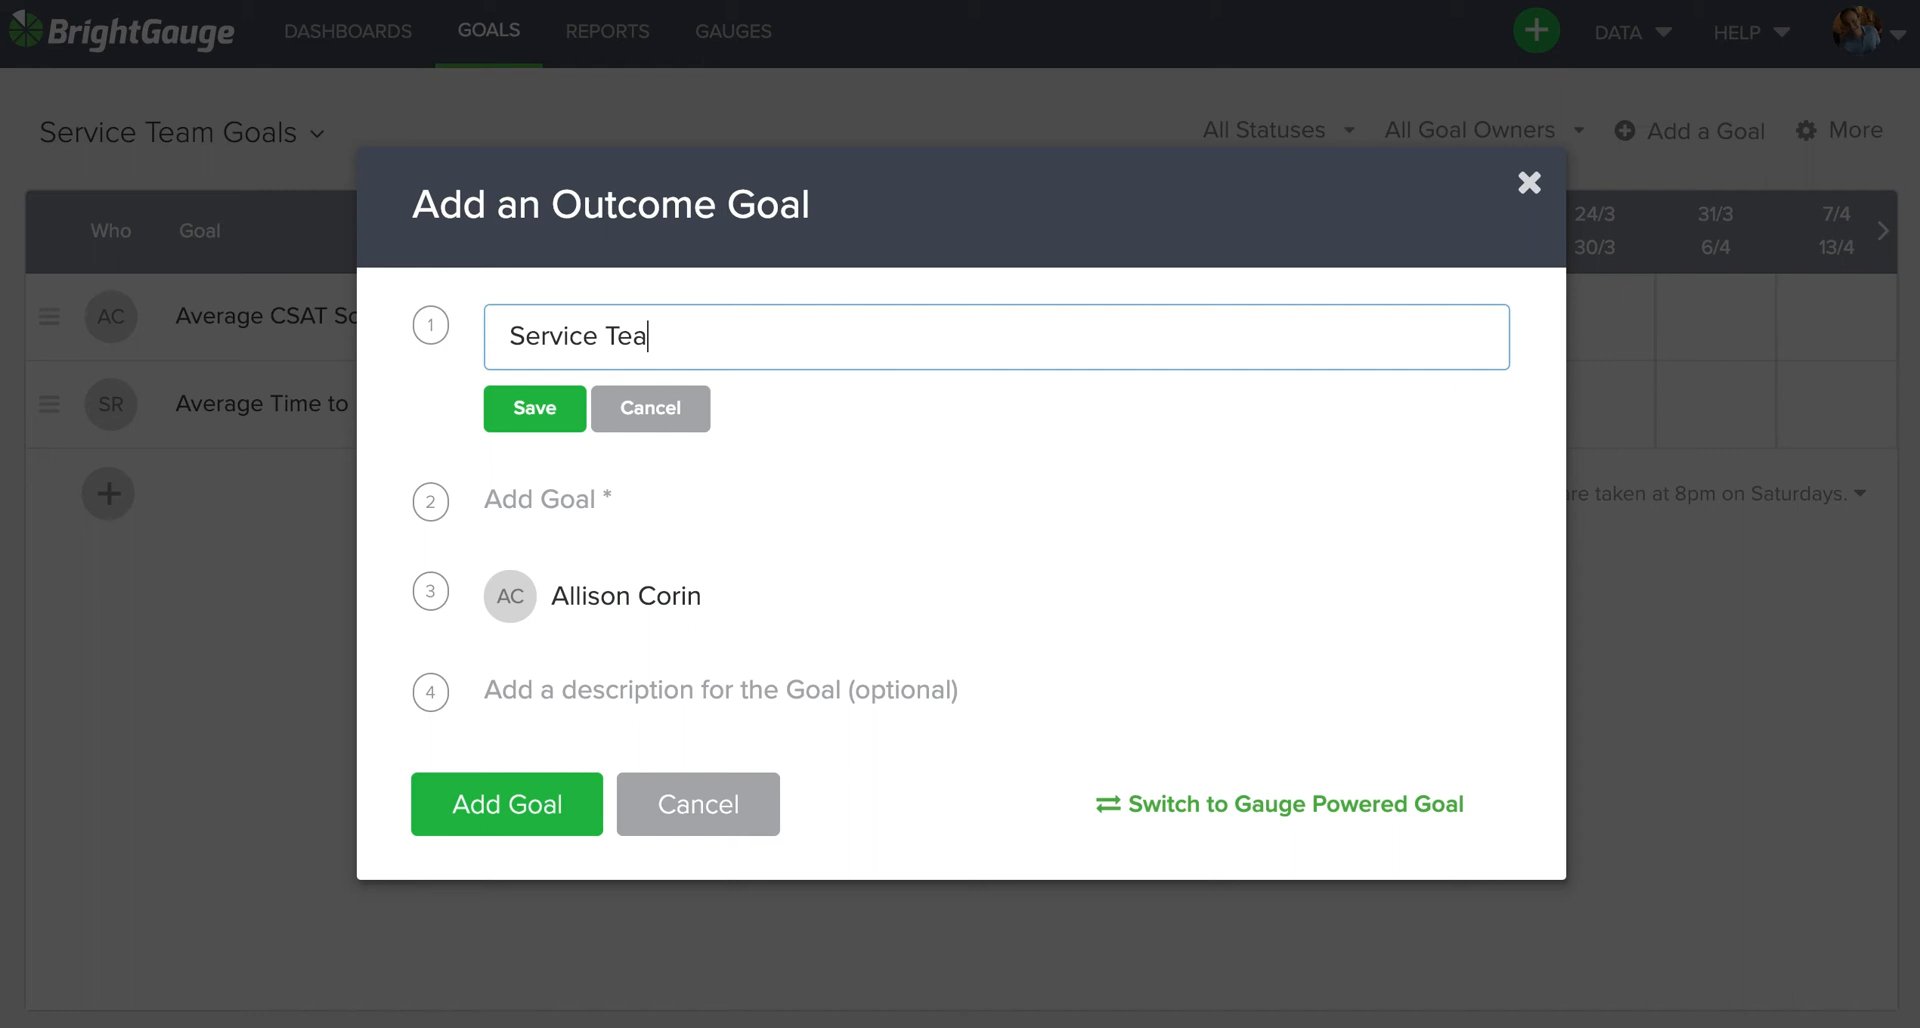 BrightGauge DASHBOARDS GOALS REPORTS GAUGES DATA HELP
Service Team Goals All Statuses All Goal Owners Add a Goal More
Add an Outcome Goal
Who Goal 24/3 31/3 7/4
30/3 6/4 13/4
AC Average CSAT Sc
1 Service Tea
SR Average Time to
Save Cancel
2 Add Goal *
re taken at 8pm on Saturdays.
3 AC Allison Corin
4 Add a description for the Goal (optional)
Add Goal Cancel Switch to Gauge Powered Goal